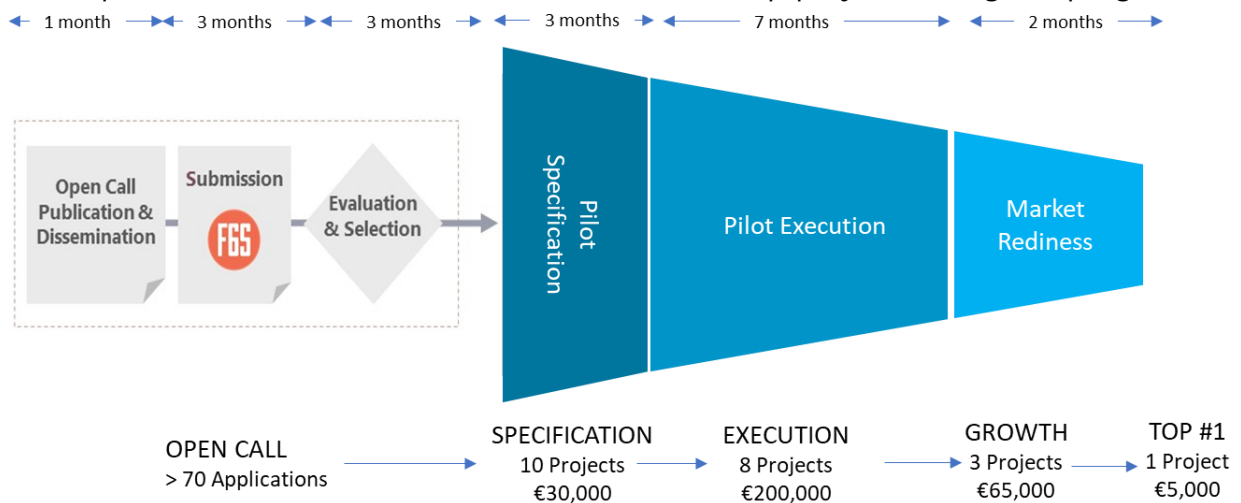 1 month 3 months 3 months 3 months 7 months 2 months
Open Call
Publication &
Dissemination
Submission
F6S
Evaluation
& Selection
Pilot
Specification
Pilot Execution
Market
Rediness
OPEN CALL
> 70 Applications
SPECIFICATION
10 Projects
€30,000
EXECUTION
8 Projects
€200,000
GROWTH
3 Projects
€65,000
TOP #1
1 Project
€5,000